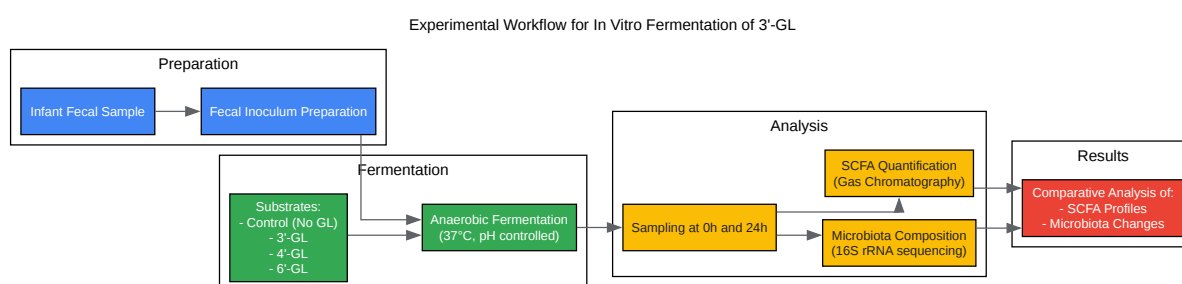 Experimental Workflow for In Vitro Fermentation of 3'-GL
Preparation
Infant Fecal Sample
Fecal Inoculum Preparation
Fermentation
Substrates:
- Control (No GL)
- 3'-GL
- 4'-GL
- 6'-GL
Anaerobic Fermentation
(37°C, pH controlled)
Analysis
Sampling at 0h and 24h
SCFA Quantification
(Gas Chromatography)
Microbiota Composition
(16S rRNA sequencing)
Results
Comparative Analysis of:
- SCFA Profiles
- Microbiota Changes